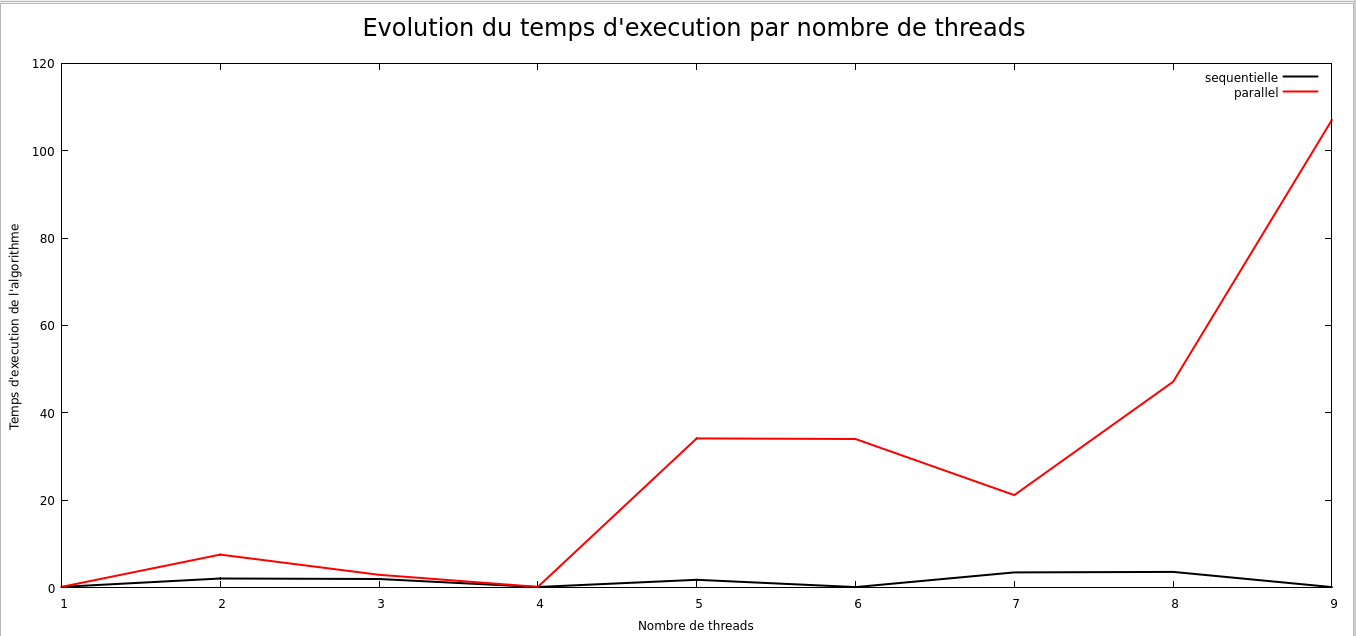 Evolution du temps d'execution par nombre de threads
sequentielle
parallel
120
100
80
60
40
20
0
Temps d'execution de l'algorithme
1 2 3 4 5 6 7 8 9
Nombre de threads